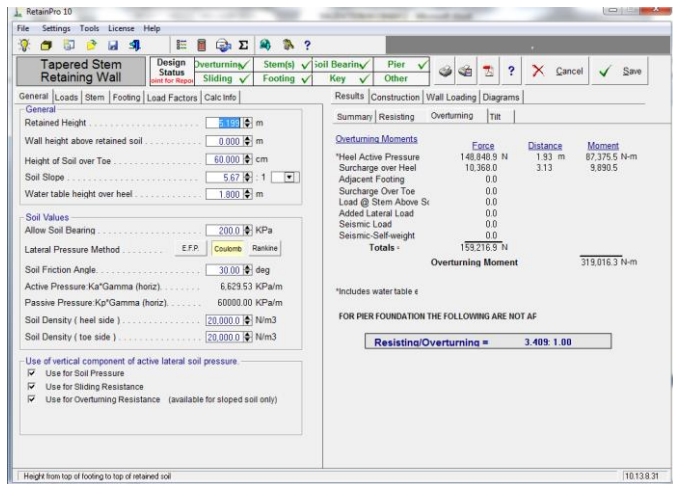 RetainPro 10
File Settings Tools License Help
Tapered Stem
Retaining Wall
Design
Status
Overturning Stem(s) Soil Bearing Pier
Sliding Footing Key Other
Cancel Save
General Loads Stem Footing Load Factors Calc Info
General
Retained Height 5.199 m
Wall height above retained soil 0.000 m
Height of Soil over Toe 60.000 cm
Soil Slope 5.67 : 1
Water table height over heel 1.800 m
Soil Values
Allow Soil Bearing 200.0 KPa
Lateral Pressure Method E.F.P. Coulomb Rankine
Soil Friction Angle 30.00 deg
Active Pressure:Ka*Gamma (horiz) 6,629.53 KPa/m
Passive Pressure:Kp*Gamma (horiz) 60000.00 KPa/m
Soil Density ( heel side ) 20,000.0 N/m3
Soil Density ( toe side ) 20,000.0 N/m3
Use of vertical component of active lateral soil pressure.
Use for Soil Pressure
Use for Sliding Resistance
Use for Overturning Resistance (available for sloped soil only)
Results Construction Wall Loading Diagrams
Summary Resisting Overturning Tilt
Overturning Moments
Force Distance Moment
*Heel Active Pressure 148,848.9 N 1.93 m 87,375.5 N-m
Surcharge over Heel 10,368.0 3.13 9,890.5
Adjacent Footing 0.0
Surcharge Over Toe 0.0
Load @ Stem Above 0.0
Added Lateral Load 0.0
Seismic Load 0.0
Seismic-Self-weight 0.0
Totals = 159,216.9 N
Overturning Moment 319,016.3 N-m
*Includes water table e
FOR PIER FOUNDATION THE FOLLOWING ARE NOT AF
Resisting/Overturning = 3.409: 1.00
Height from top of footing to top of retained soil
10.13.8.31